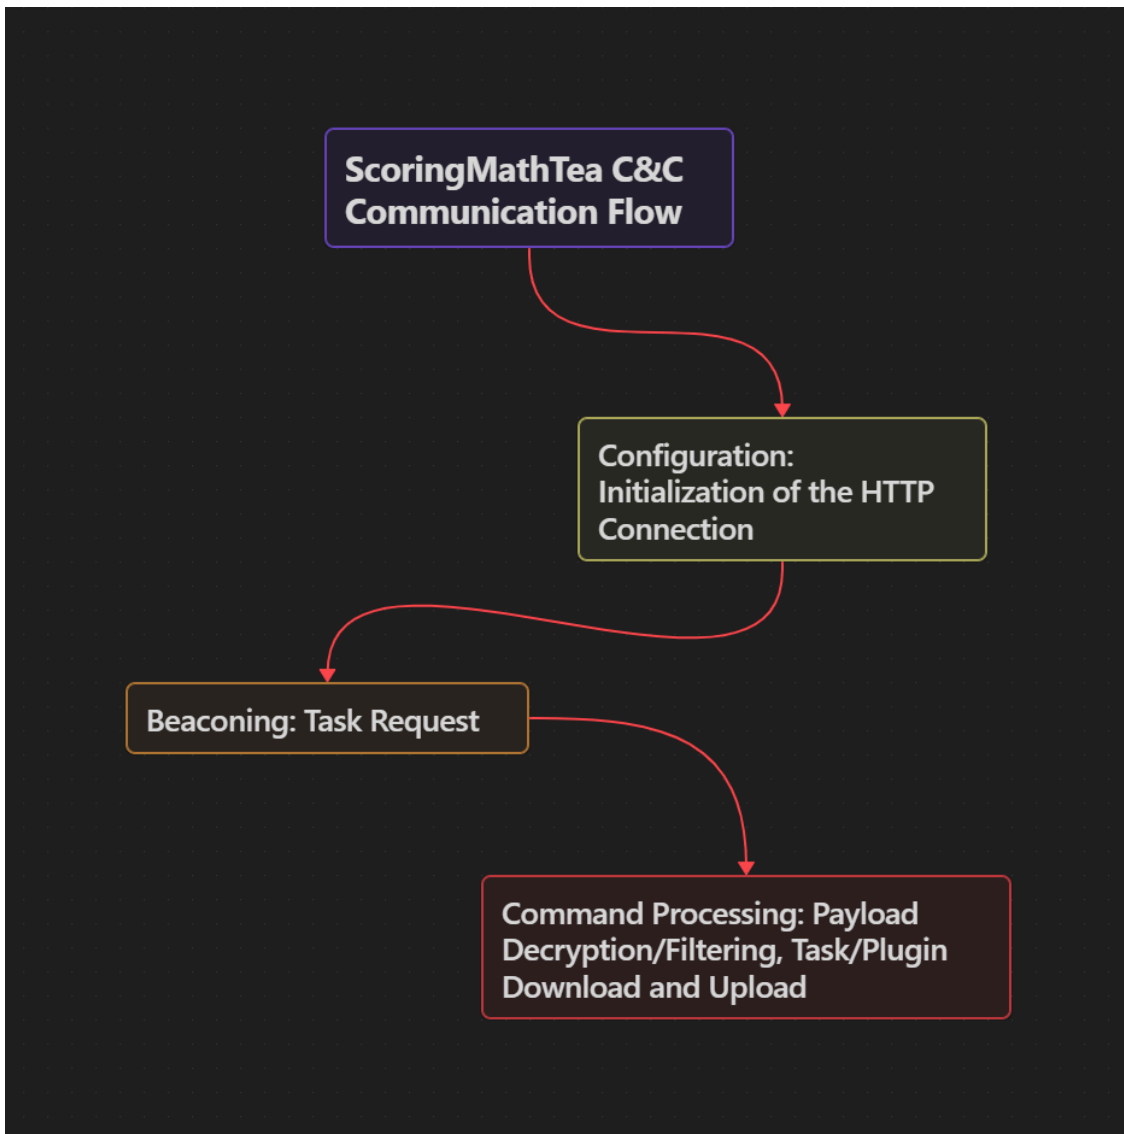 ScoringMathTea C&C
Communication Flow
Configuration:
Initialization of the HTTP
Connection
Beaconing: Task Request
Command Processing: Payload
Decryption/Filtering, Task/Plugin
Download and Upload